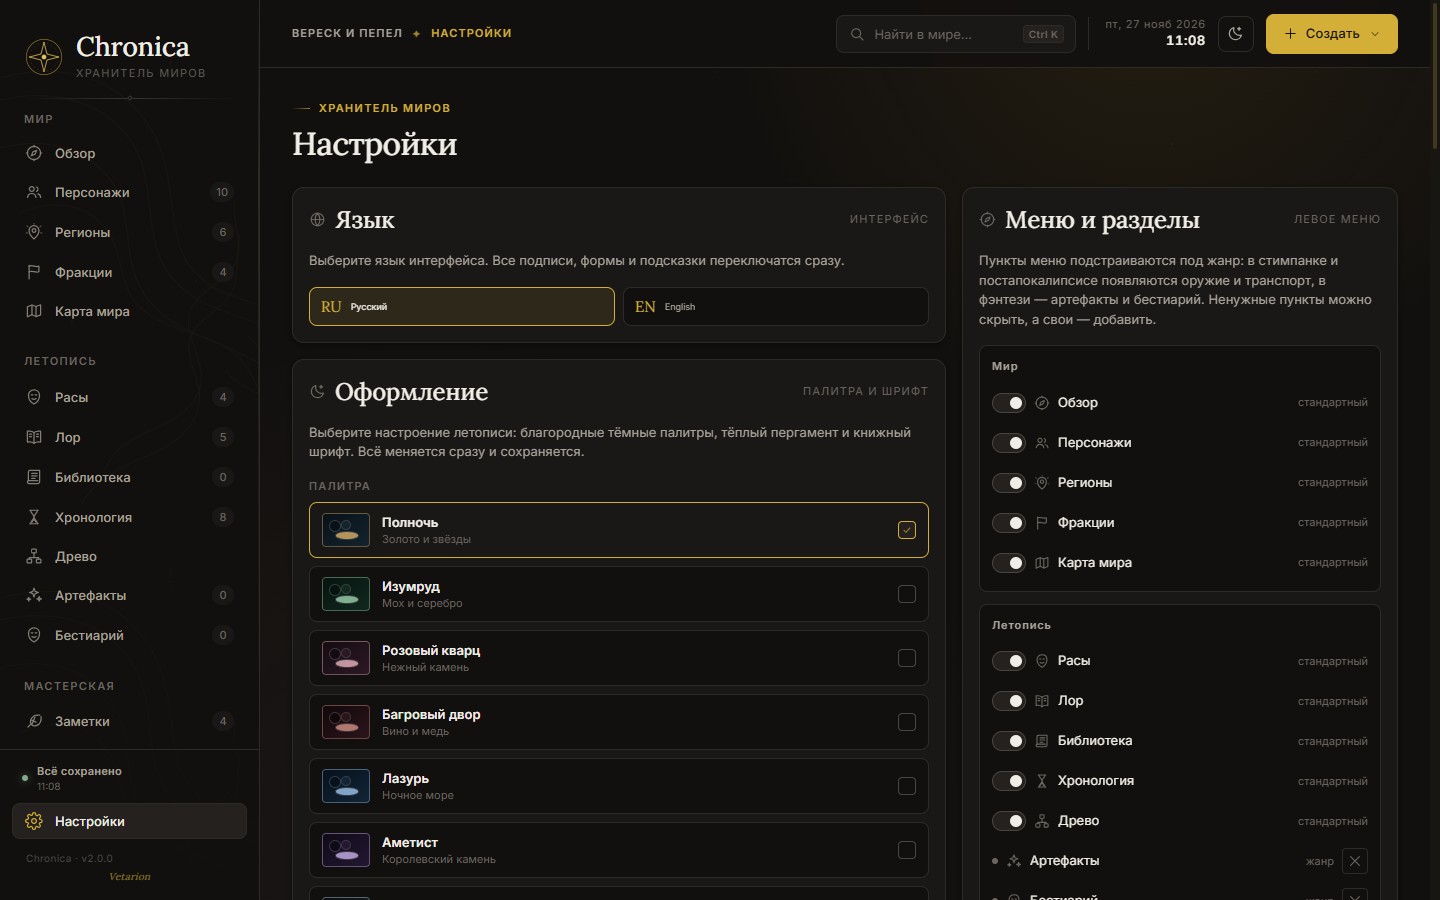 Chronica
ХРАНИТЕЛЬ МИРОВ
МИР
Обзор
Персонажи 10
Регионы 6
Фракции 4
Карта мира
ЛЕТОПИСЬ
Расы 4
Лор 5
Библиотека 0
Хронология 8
Древо
Артефакты 0
Бестиарий 0
МАСТЕРСКАЯ
Заметки 4
Всё сохранено
11:08
Настройки
Chronica · v2.0.0
Vetarion
ВЕРЕСК И ПЕПЕЛ ✦ НАСТРОЙКИ
Найти в мире... Ctrl K
пт, 27 нояб 2026
11:08
Создать
ХРАНИТЕЛЬ МИРОВ
Настройки
Язык
ИНТЕРФЕЙС
Выберите язык интерфейса. Все подписи, формы и подсказки переключатся сразу.
RU Русский
EN English
Оформление
ПАЛИТРА И ШРИФТ
Выберите настроение летописи: благородные тёмные палитры, тёплый пергамент и книжный
шрифт. Всё меняется сразу и сохраняется.
ПАЛИТРА
Полночь
Золото и звёзды
Изумруд
Мох и серебро
Розовый кварц
Нежный камень
Багровый двор
Вино и медь
Лазурь
Ночное море
Аметист
Королевский камень
Меню и разделы
ЛЕВОЕ МЕНЮ
Пункты меню подстраиваются под жанр: в стимпанке и
постапокалипсисе появляются оружие и транспорт, в
фэнтези — артефакты и бестиарий. Ненужные пункты можно
скрыть, а свои — добавить.
Мир
Обзор стандартный
Персонажи стандартный
Регионы стандартный
Фракции стандартный
Карта мира стандартный
Летопись
Расы стандартный
Лор стандартный
Библиотека стандартный
Хронология стандартный
Древо стандартный
Артефакты жанр
Бестиарий жанр